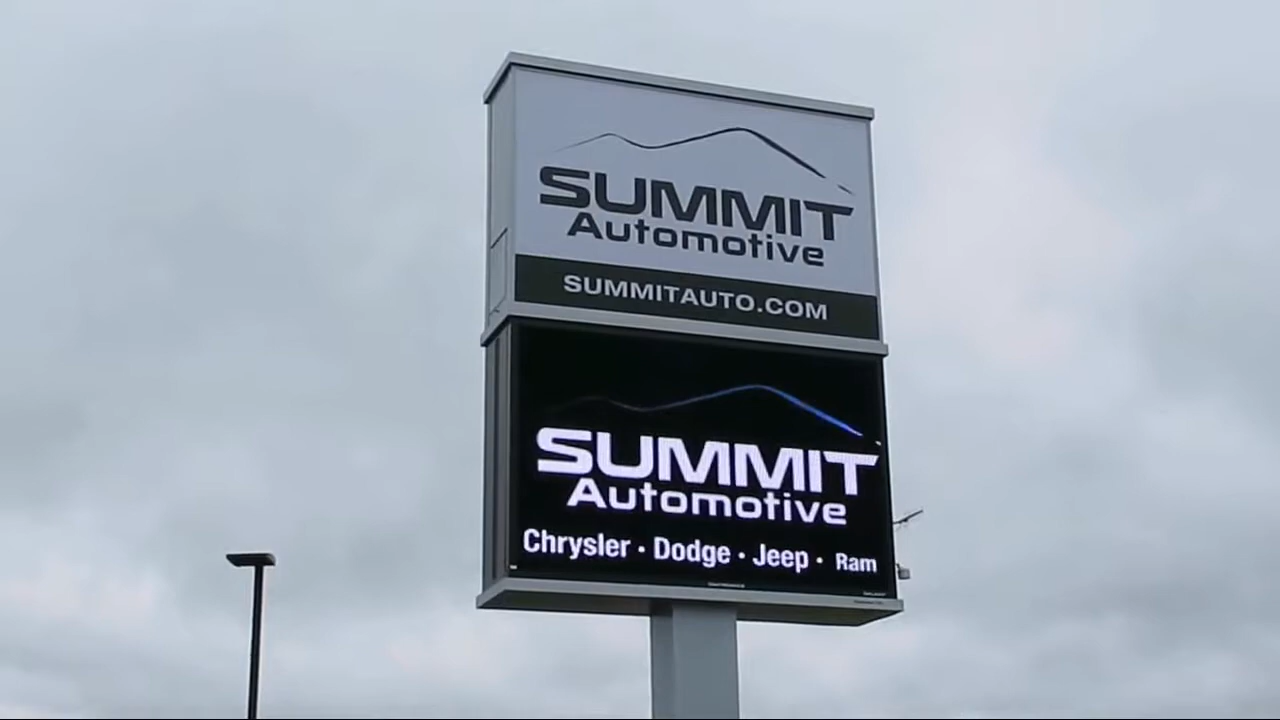 SUMMIT
Automotive
SUMMITAUTO.COM
SUMMIT
Automotive
Chrysler · Dodge · Jeep · Ram